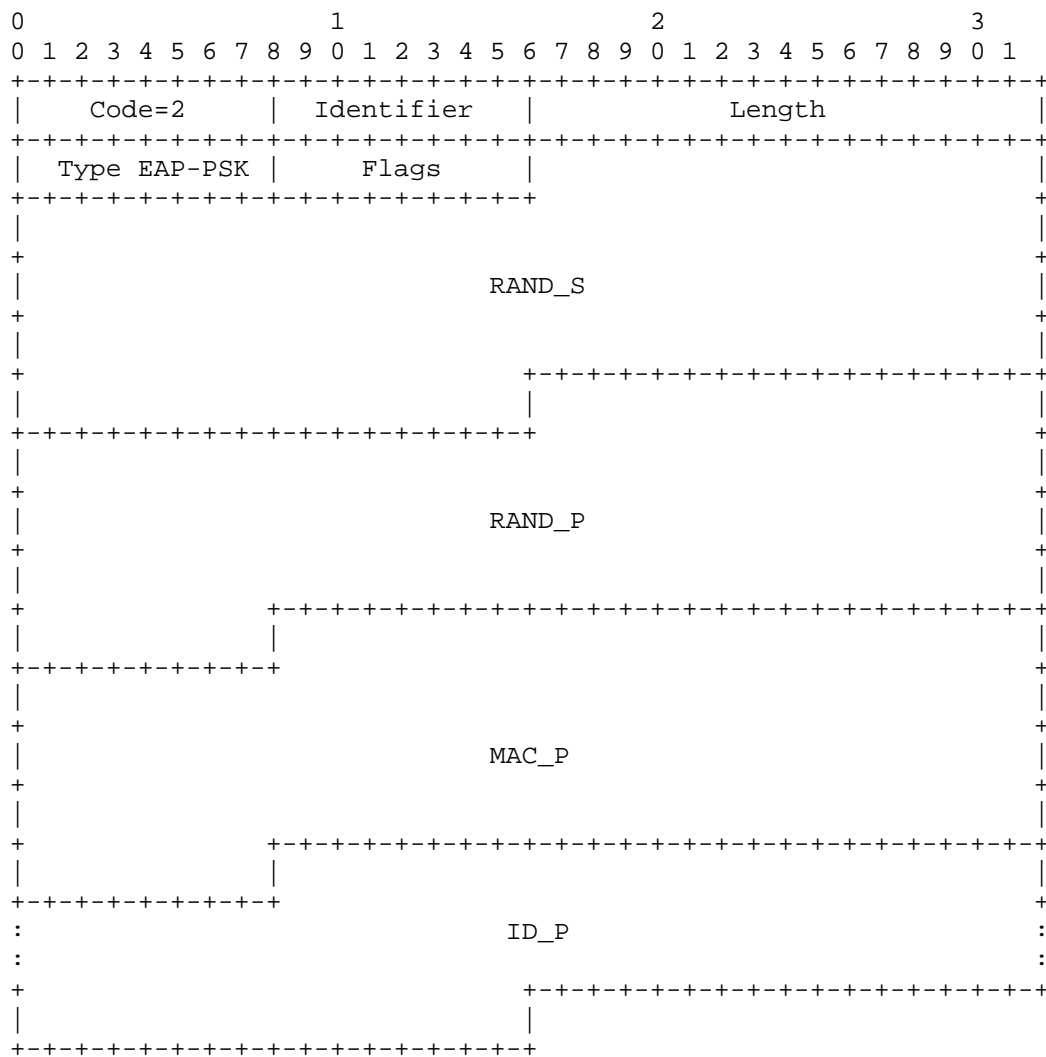 0                   1                   2                   3
0 1 2 3 4 5 6 7 8 9 0 1 2 3 4 5 6 7 8 9 0 1 2 3 4 5 6 7 8 9 0 1
+-+-+-+-+-+-+-+-+-+-+-+-+-+-+-+-+-+-+-+-+-+-+-+-+-+-+-+-+-+-+-+-+
|    Code=2     |  Identifier   |            Length             |
+-+-+-+-+-+-+-+-+-+-+-+-+-+-+-+-+-+-+-+-+-+-+-+-+-+-+-+-+-+-+-+-+
|  Type EAP-PSK |     Flags     |                               |
+-+-+-+-+-+-+-+-+-+-+-+-+-+-+-+-+                               +
|                                                               |
+                                                               +
|                             RAND_S                            |
+                                                               +
|                                                               |
+                               +-+-+-+-+-+-+-+-+-+-+-+-+-+-+-+-+
|                               |                               |
+-+-+-+-+-+-+-+-+-+-+-+-+-+-+-+-+                               +
|                                                               |
+                                                               +
|                             RAND_P                            |
+                                                               +
|                                                               |
+               +-+-+-+-+-+-+-+-+-+-+-+-+-+-+-+-+-+-+-+-+-+-+-+-+
|               |                                               |
+-+-+-+-+-+-+-+-+                                               +
|                                                               |
+                                                               +
|                             MAC_P                             |
+                                                               +
|                                                               |
+               +-+-+-+-+-+-+-+-+-+-+-+-+-+-+-+-+-+-+-+-+-+-+-+-+
|               |                                               |
+-+-+-+-+-+-+-+-+                                               +
:                              ID_P                             :
:                                                               :
+                               +-+-+-+-+-+-+-+-+-+-+-+-+-+-+-+-+
|                               |
+-+-+-+-+-+-+-+-+-+-+-+-+-+-+-+-+